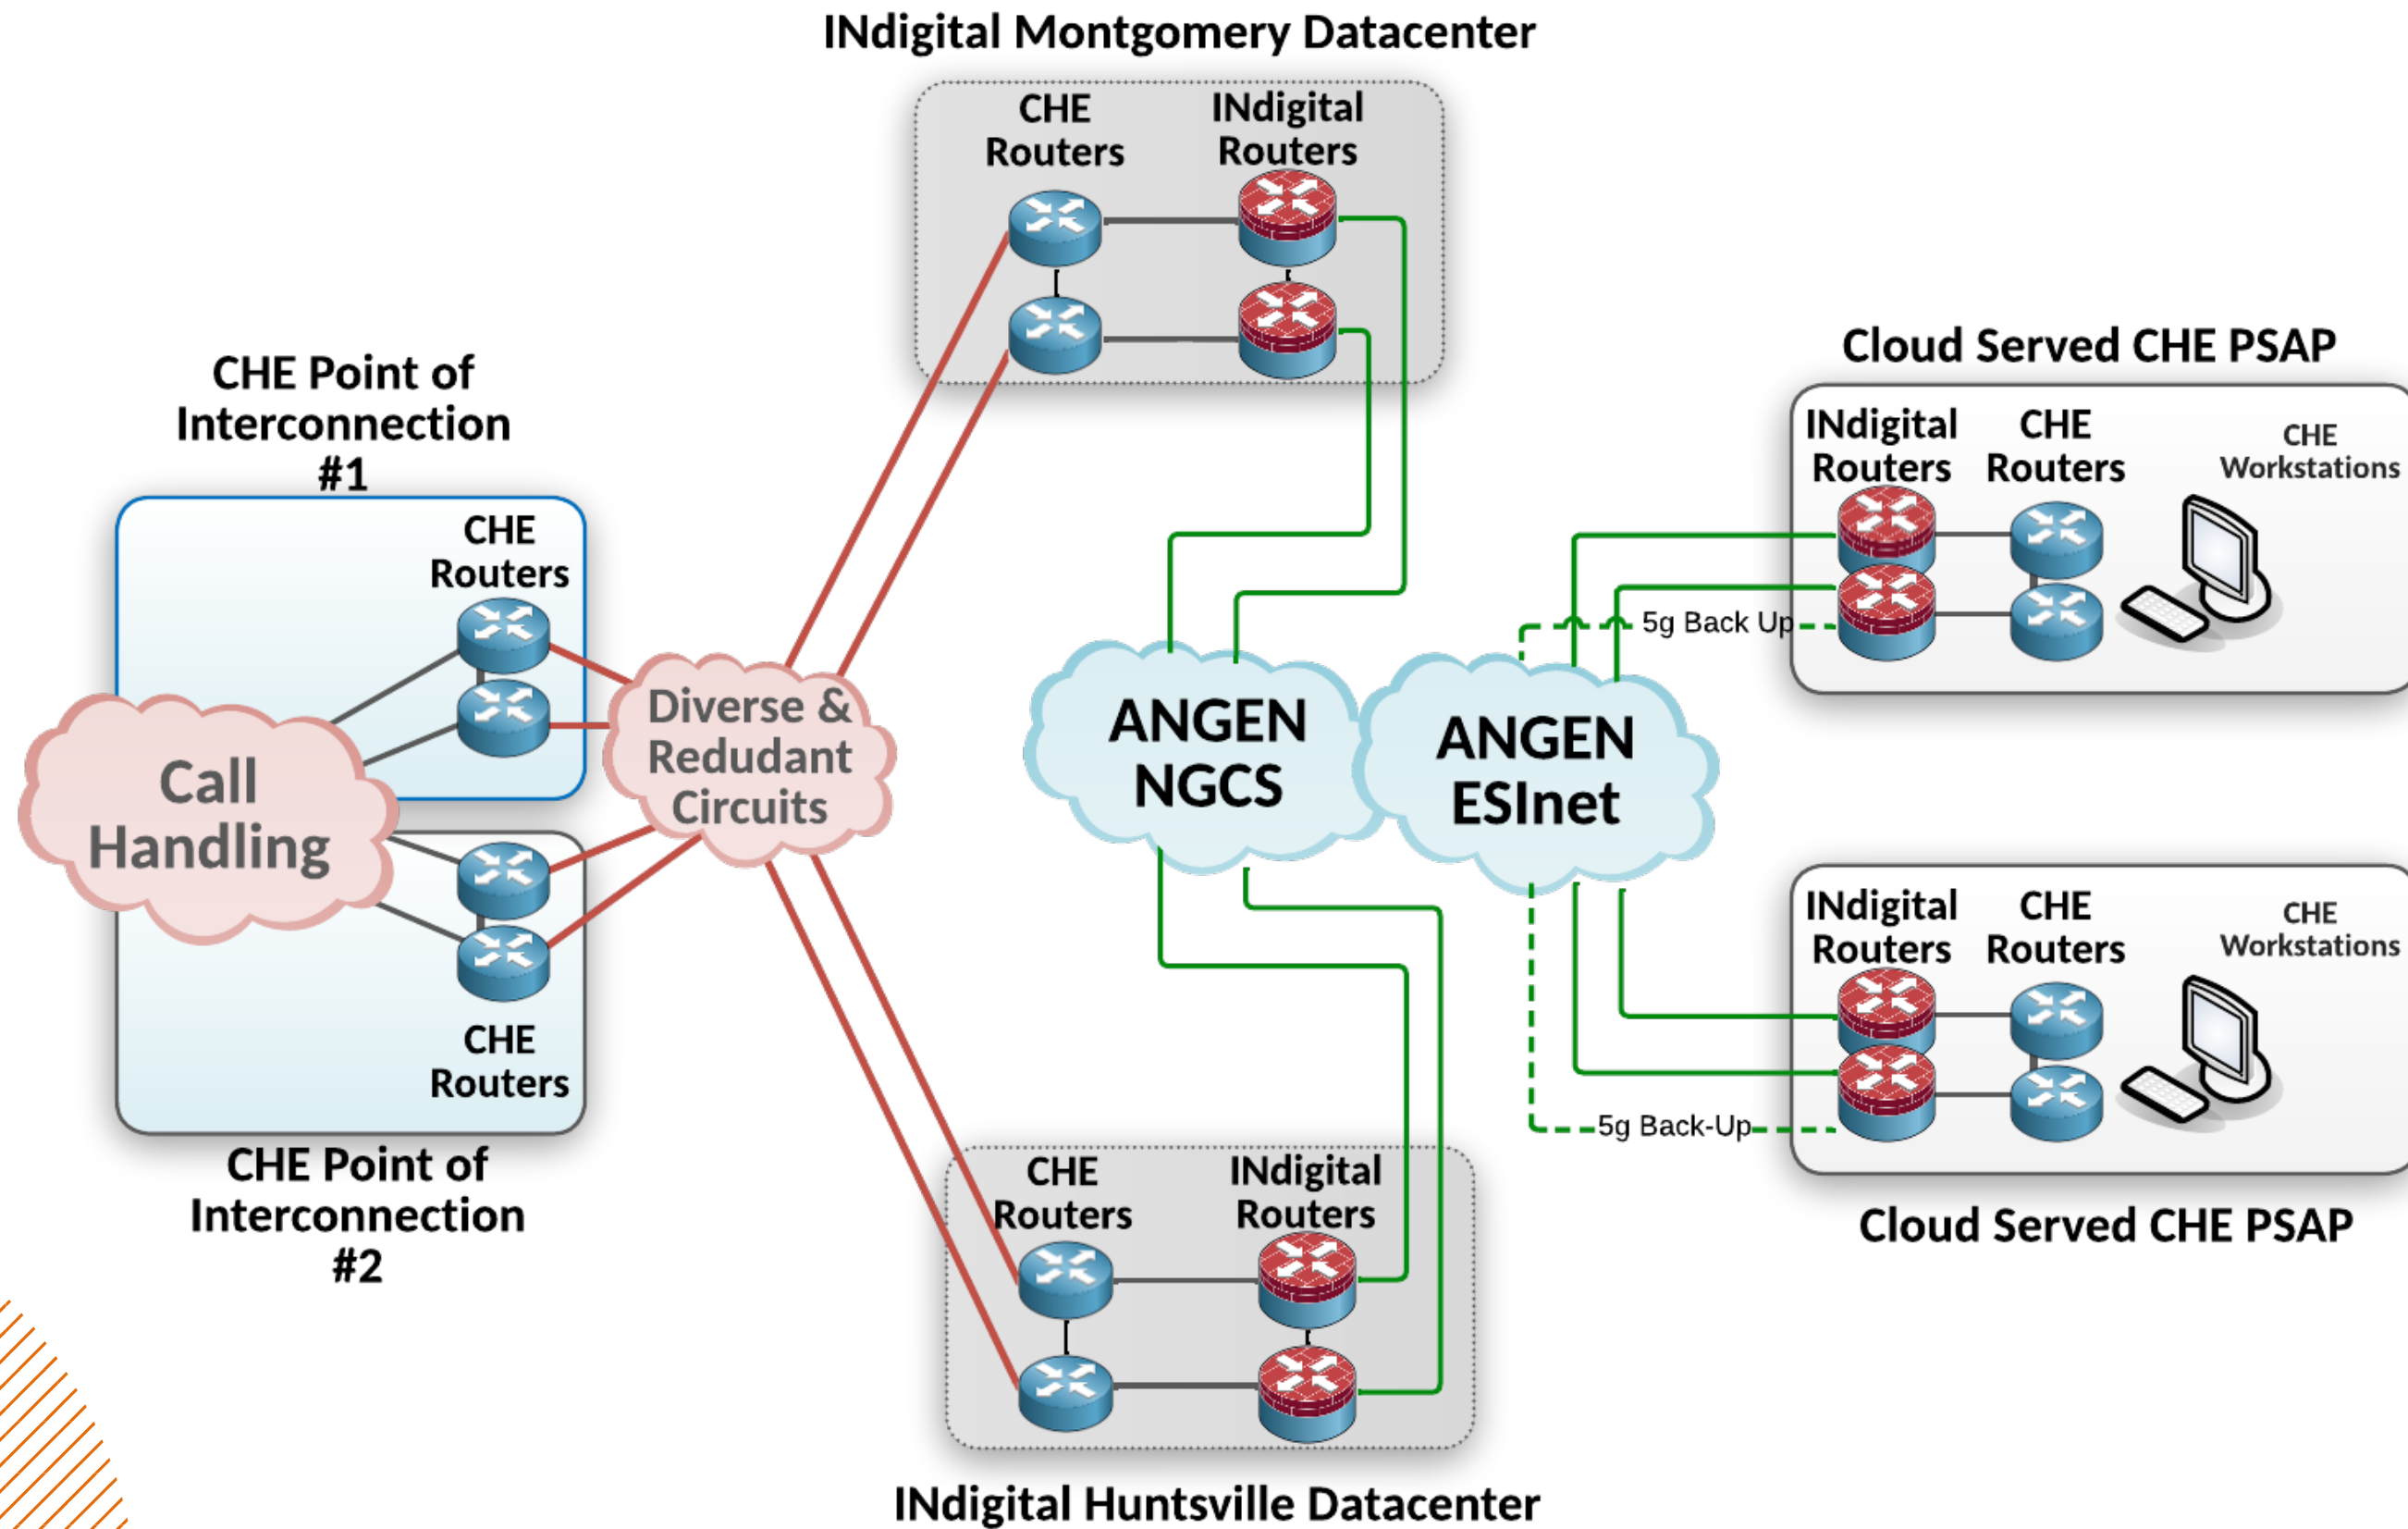 INdigital Montgomery Datacenter
CHE
Routers
INdigital
Routers
CHE Point of
Interconnection
#1
CHE
Routers
Call
Handling
CHE
Routers
CHE Point of
Interconnection
#2
Diverse &
Redudant
Circuits
ANGEN
NGCS
ANGEN
ESInet
Cloud Served CHE PSAP
INdigital
Routers
CHE
Routers
CHE
Workstations
5g Back Up
INdigital
Routers
CHE
Routers
CHE
Workstations
5g Back-Up
Cloud Served CHE PSAP
CHE
Routers
INdigital
Routers
INdigital Huntsville Datacenter